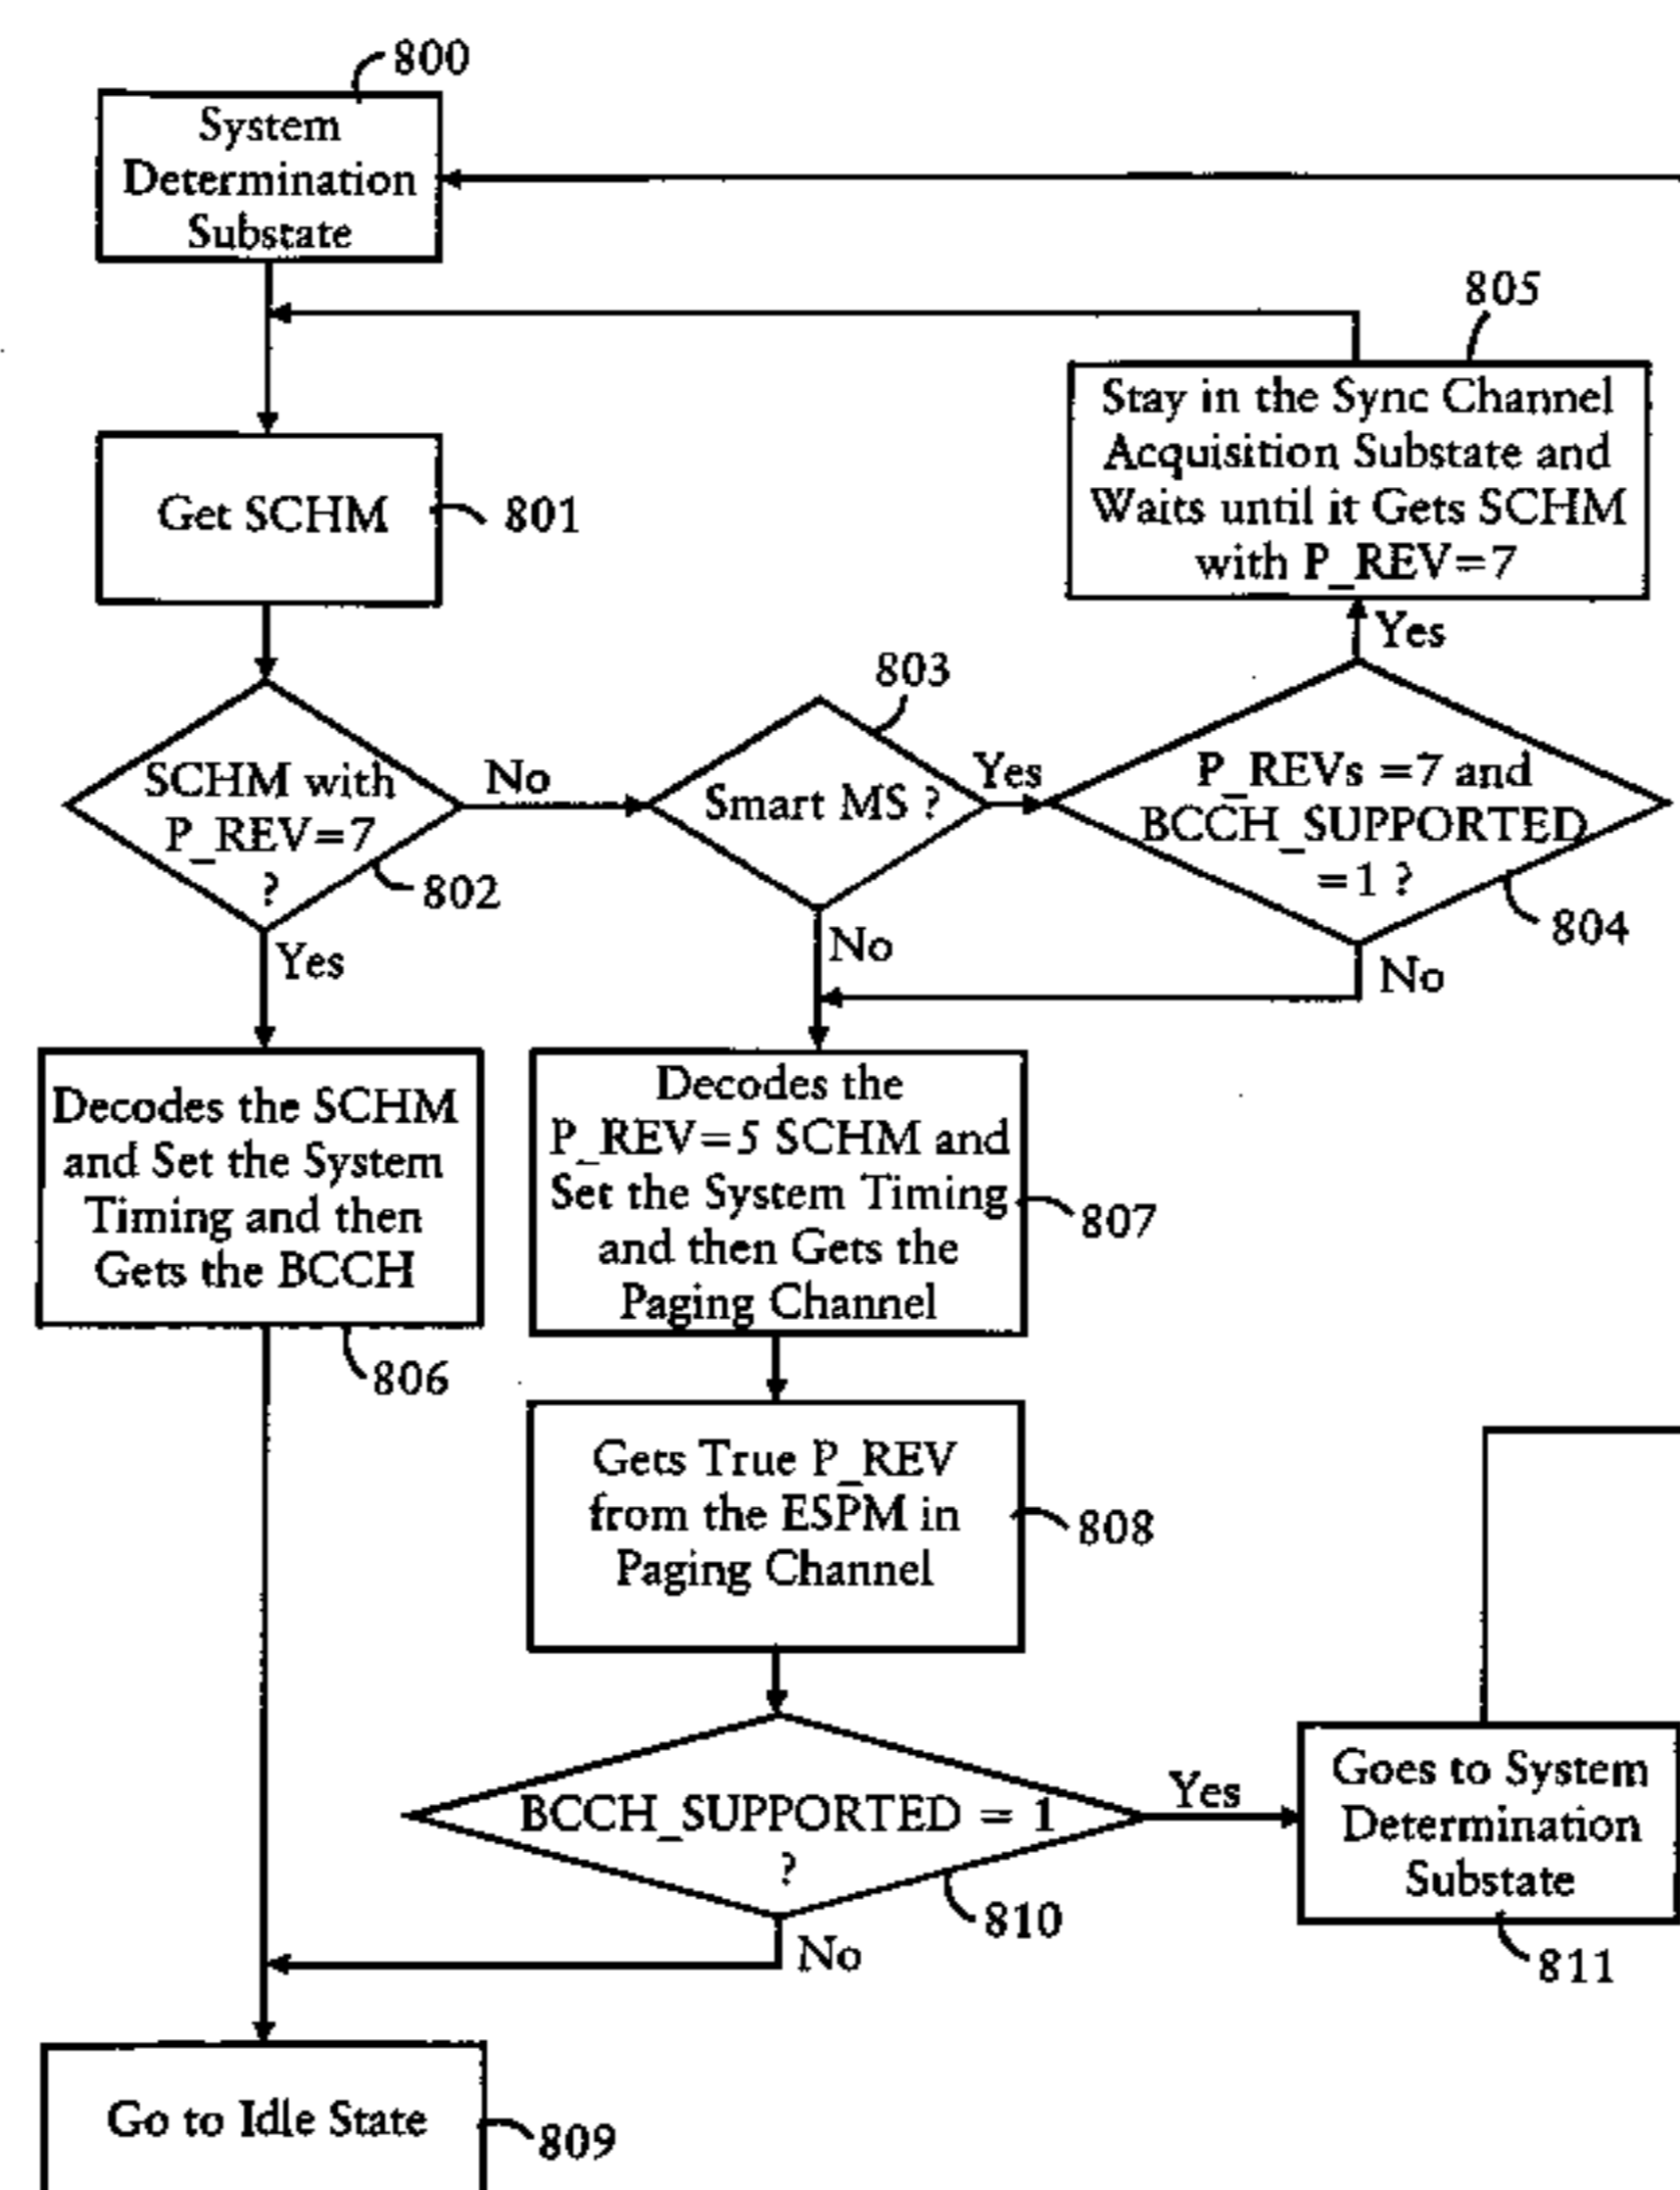 800
System
Determination
Substate
805
Stay in the Sync Channel
Acquisition Substate and
Waits until it Gets SCHM
with P_REV=7
Get SCHM
801
Yes
803
SCHM with
P_REV=7
?
802
No
Smart MS ?
Yes
P_REVs =7 and
BCCH_SUPPORTED
=1 ?
804
Yes
No
No
Decodes the SCHM
and Set the System
Timing and then
Gets the BCCH
806
Decodes the
P_REV=5 SCHM and
Set the System Timing
and then Gets the
Paging Channel
807
Gets True P_REV
from the ESPM in
Paging Channel
808
BCCH_SUPPORTED = 1
?
810
Yes
Goes to System
Determination
Substate
811
No
Go to Idle State
809